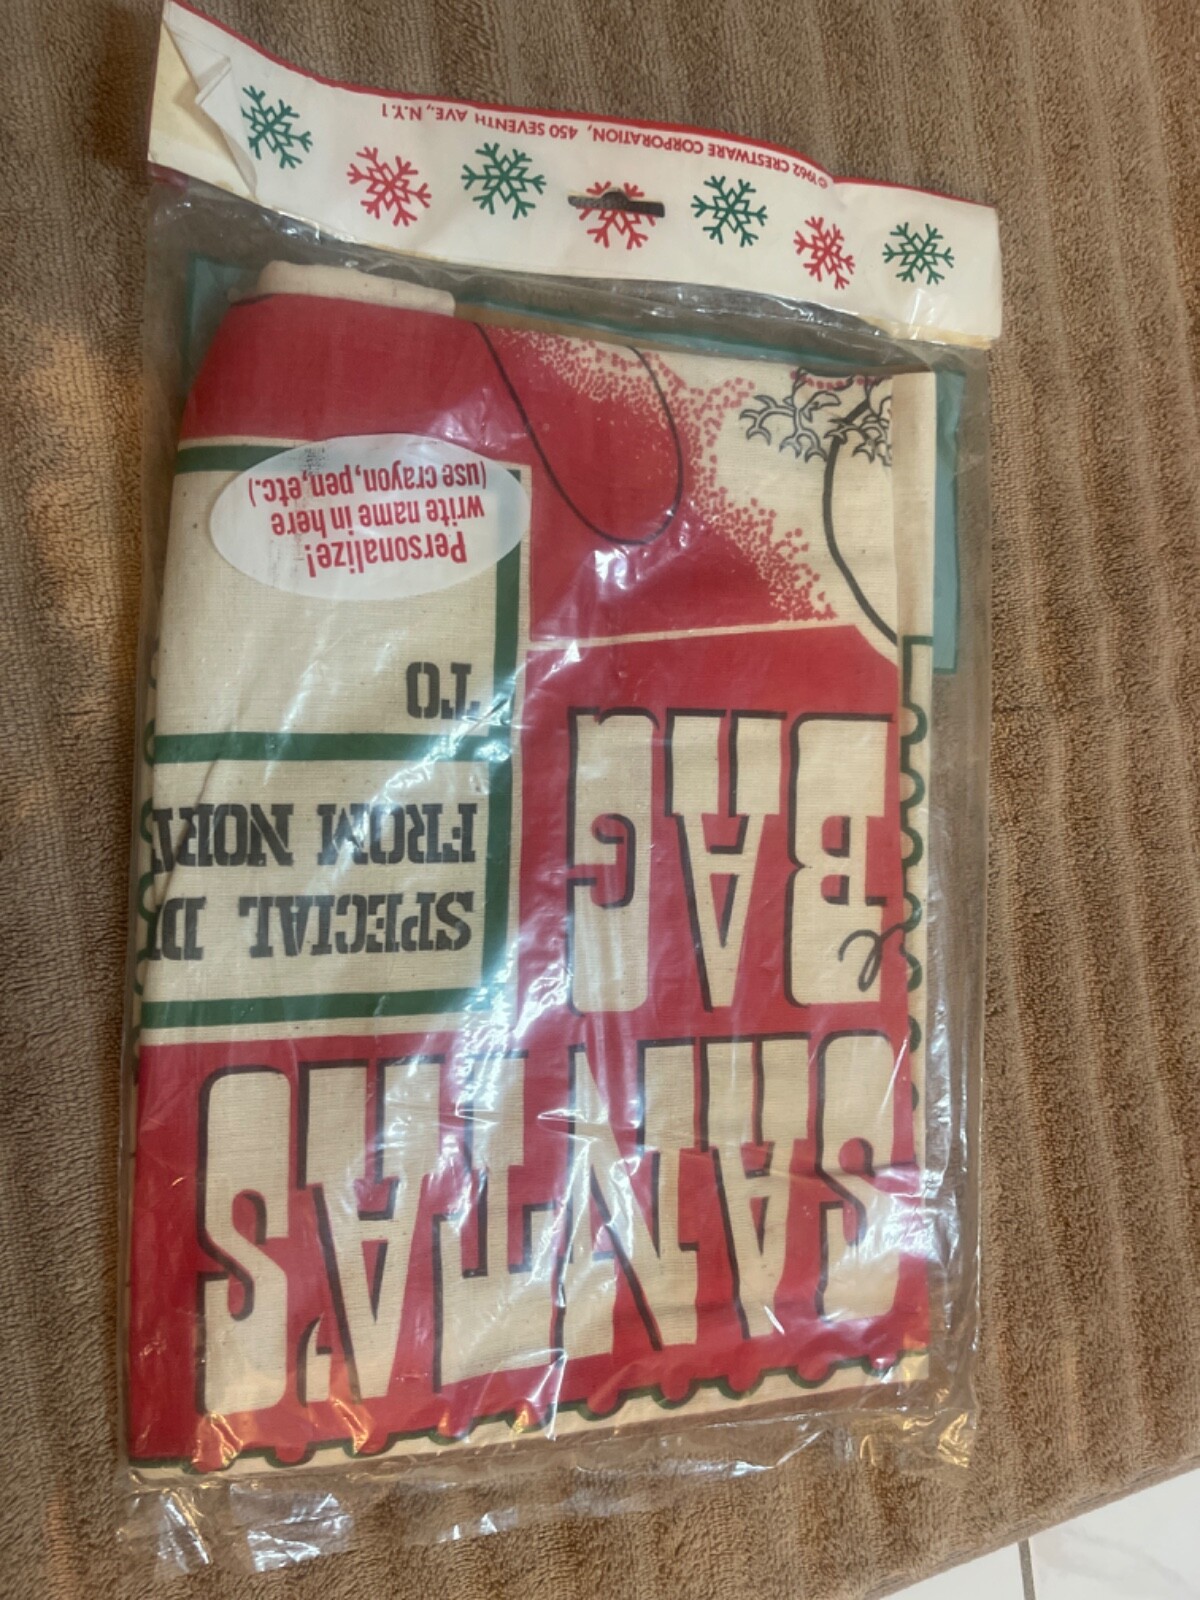 SANTA'S
BAG
SPECIAL
FROM
TO
Personalize!
write name in here
(use crayon, pen, etc.)
©1962 CRESTWARE CORPORATION, 450 SEVENTH AVE., N.Y. 1